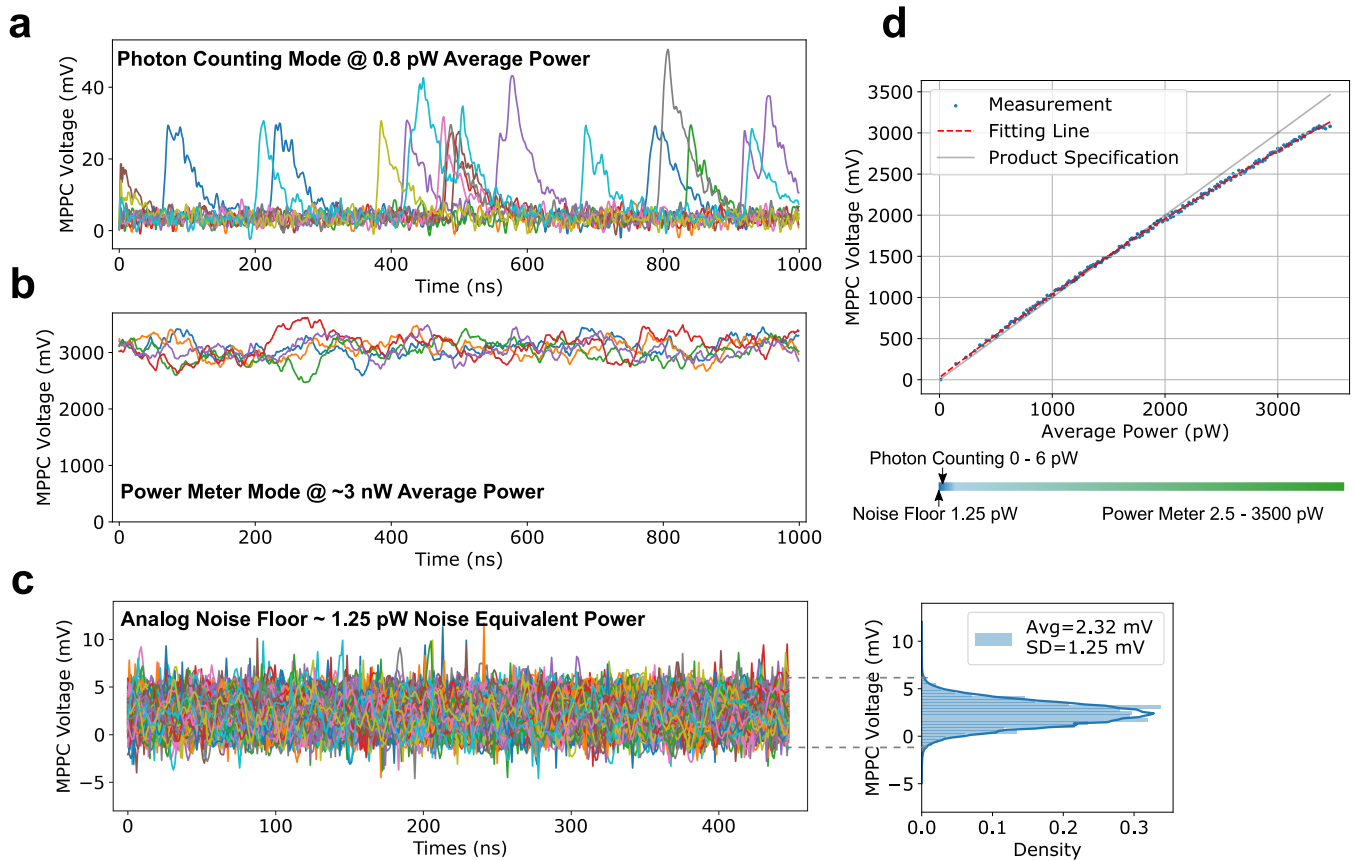 a
Photon Counting Mode @ 0.8 pW Average Power
MPPC Voltage (mV)
40
20
0
0
200
400
600
800
1000
Time (ns)
b
MPPC Voltage (mV)
3000
2000
1000
0
Power Meter Mode @ ~3 nW Average Power
0
200
400
600
800
1000
Time (ns)
c
Analog Noise Floor ~ 1.25 pW Noise Equivalent Power
MPPC Voltage (mV)
10
5
0
−5
0
100
200
300
400
Times (ns)
MPPC Voltage (mV)
10
5
0
−5
Avg=2.32 mV
SD=1.25 mV
0.0
0.1
0.2
0.3
Density
d
MPPC Voltage (mV)
3500
3000
2500
2000
1500
1000
500
0
Measurement
Fitting Line
Product Specification
0
1000
2000
3000
Average Power (pW)
Photon Counting 0 - 6 pW
Noise Floor 1.25 pW
Power Meter 2.5 - 3500 pW